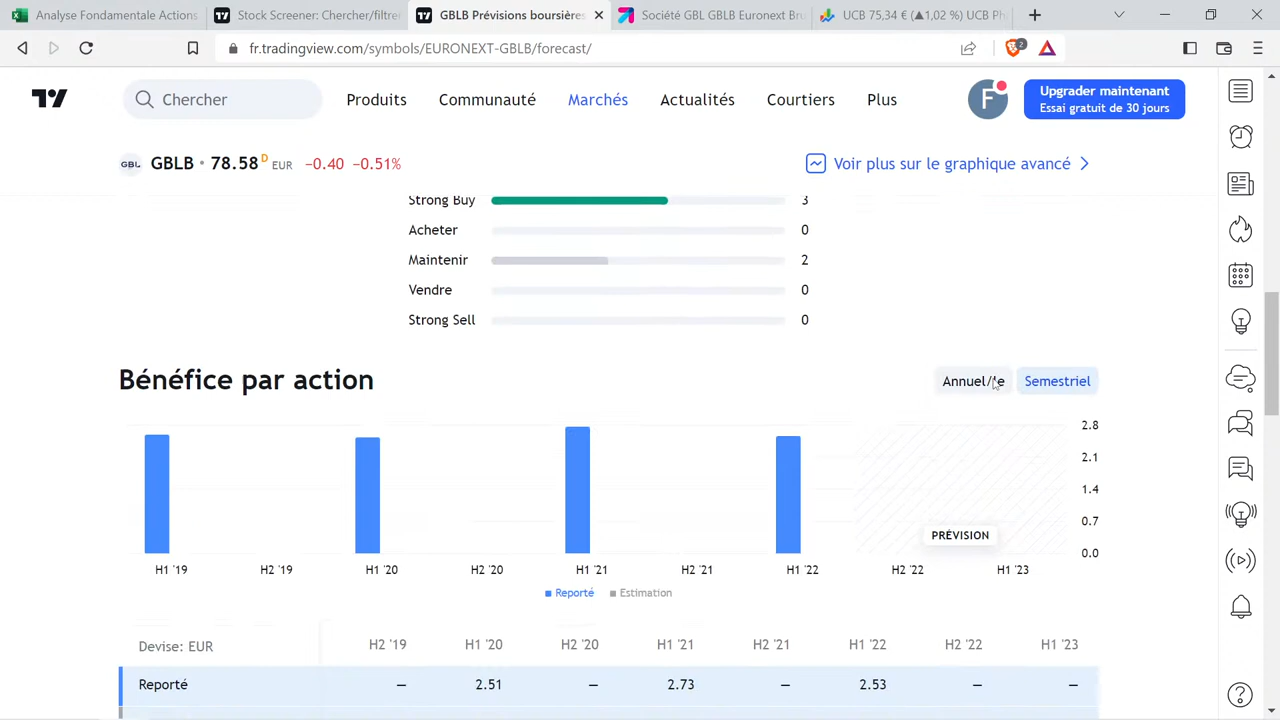 Analyse Fondamentale Actions
Stock Screener: Chercher/filtrer
GBLB Prévisions boursières
Société GBL GBLB Euronext Bru
UCB 75,34 € (▲1,02 %) UCB Pha
fr.tradingview.com/symbols/EURONEXT-GBLB/forecast/
2
Chercher
Produits
Communauté
Marchés
Actualités
Courtiers
Plus
F
Upgrader maintenant
Essai gratuit de 30 jours
GBL GBLB • 78.58 D EUR −0.40 −0.51%
Voir plus sur le graphique avancé
Strong Buy 3
Acheter 0
Maintenir 2
Vendre 0
Strong Sell 0
Bénéfice par action
Annuel/le Semestriel
2.8
2.1
1.4
0.7
0.0
PRÉVISION
H1 '19 H2 '19 H1 '20 H2 '20 H1 '21 H2 '21 H1 '22 H2 '22 H1 '23
Reporté Estimation
Devise: EUR H2 '19 H1 '20 H2 '20 H1 '21 H2 '21 H1 '22 H2 '22 H1 '23
Reporté — 2.51 — 2.73 — 2.53 — —